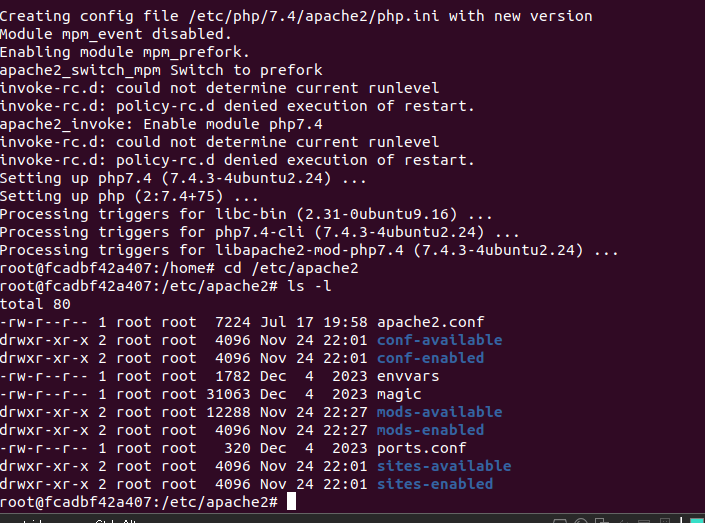 Creating config file /etc/php/7.4/apache2/php.ini with new version
Module mpm_event disabled.
Enabling module mpm_prefork.
apache2_switch_mpm Switch to prefork
invoke-rc.d: could not determine current runlevel
invoke-rc.d: policy-rc.d denied execution of restart.
apache2_invoke: Enable module php7.4
invoke-rc.d: could not determine current runlevel
invoke-rc.d: policy-rc.d denied execution of restart.
Setting up php7.4 (7.4.3-4ubuntu2.24) ...
Setting up php (2:7.4+75) ...
Processing triggers for libc-bin (2.31-0ubuntu9.16) ...
Processing triggers for php7.4-cli (7.4.3-4ubuntu2.24) ...
Processing triggers for libapache2-mod-php7.4 (7.4.3-4ubuntu2.24) ...
root@fcadbf42a407:/home# cd /etc/apache2
root@fcadbf42a407:/etc/apache2# ls -l
total 80
-rw-r--r-- 1 root root  7224 Jul 17 19:58 apache2.conf
drwxr-xr-x 2 root root  4096 Nov 24 22:01 conf-available
drwxr-xr-x 2 root root  4096 Nov 24 22:01 conf-enabled
-rw-r--r-- 1 root root  1782 Dec  4  2023 envvars
-rw-r--r-- 1 root root 31063 Dec  4  2023 magic
drwxr-xr-x 2 root root 12288 Nov 24 22:27 mods-available
drwxr-xr-x 2 root root  4096 Nov 24 22:27 mods-enabled
-rw-r--r-- 1 root root   320 Dec  4  2023 ports.conf
drwxr-xr-x 2 root root  4096 Nov 24 22:01 sites-available
drwxr-xr-x 2 root root  4096 Nov 24 22:01 sites-enabled
root@fcadbf42a407:/etc/apache2#